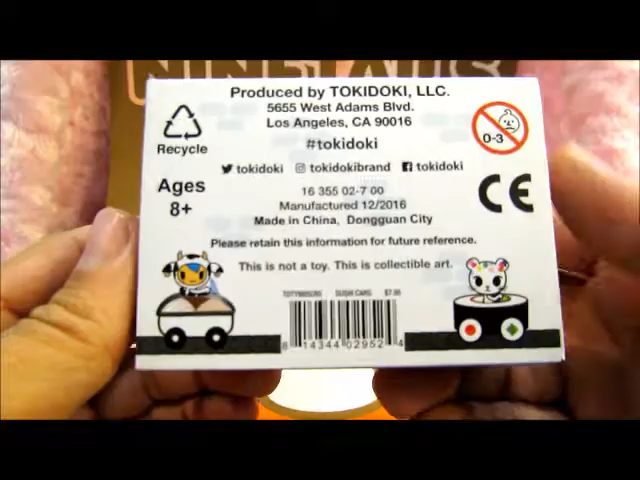 Produced by TOKIDOKI, LLC.
5655 West Adams Blvd.
Los Angeles, CA 90016
#tokidoki
Recycle
0-3
tokidoki tokidokibrand tokidoki
Ages
8+
16 355 02-7 00
Manufactured 12/2016
Made in China, Dongguan City
CE
Please retain this information for future reference.
This is not a toy. This is collectible art.
SUSHI CARS $7.95
8 14344 02952 4